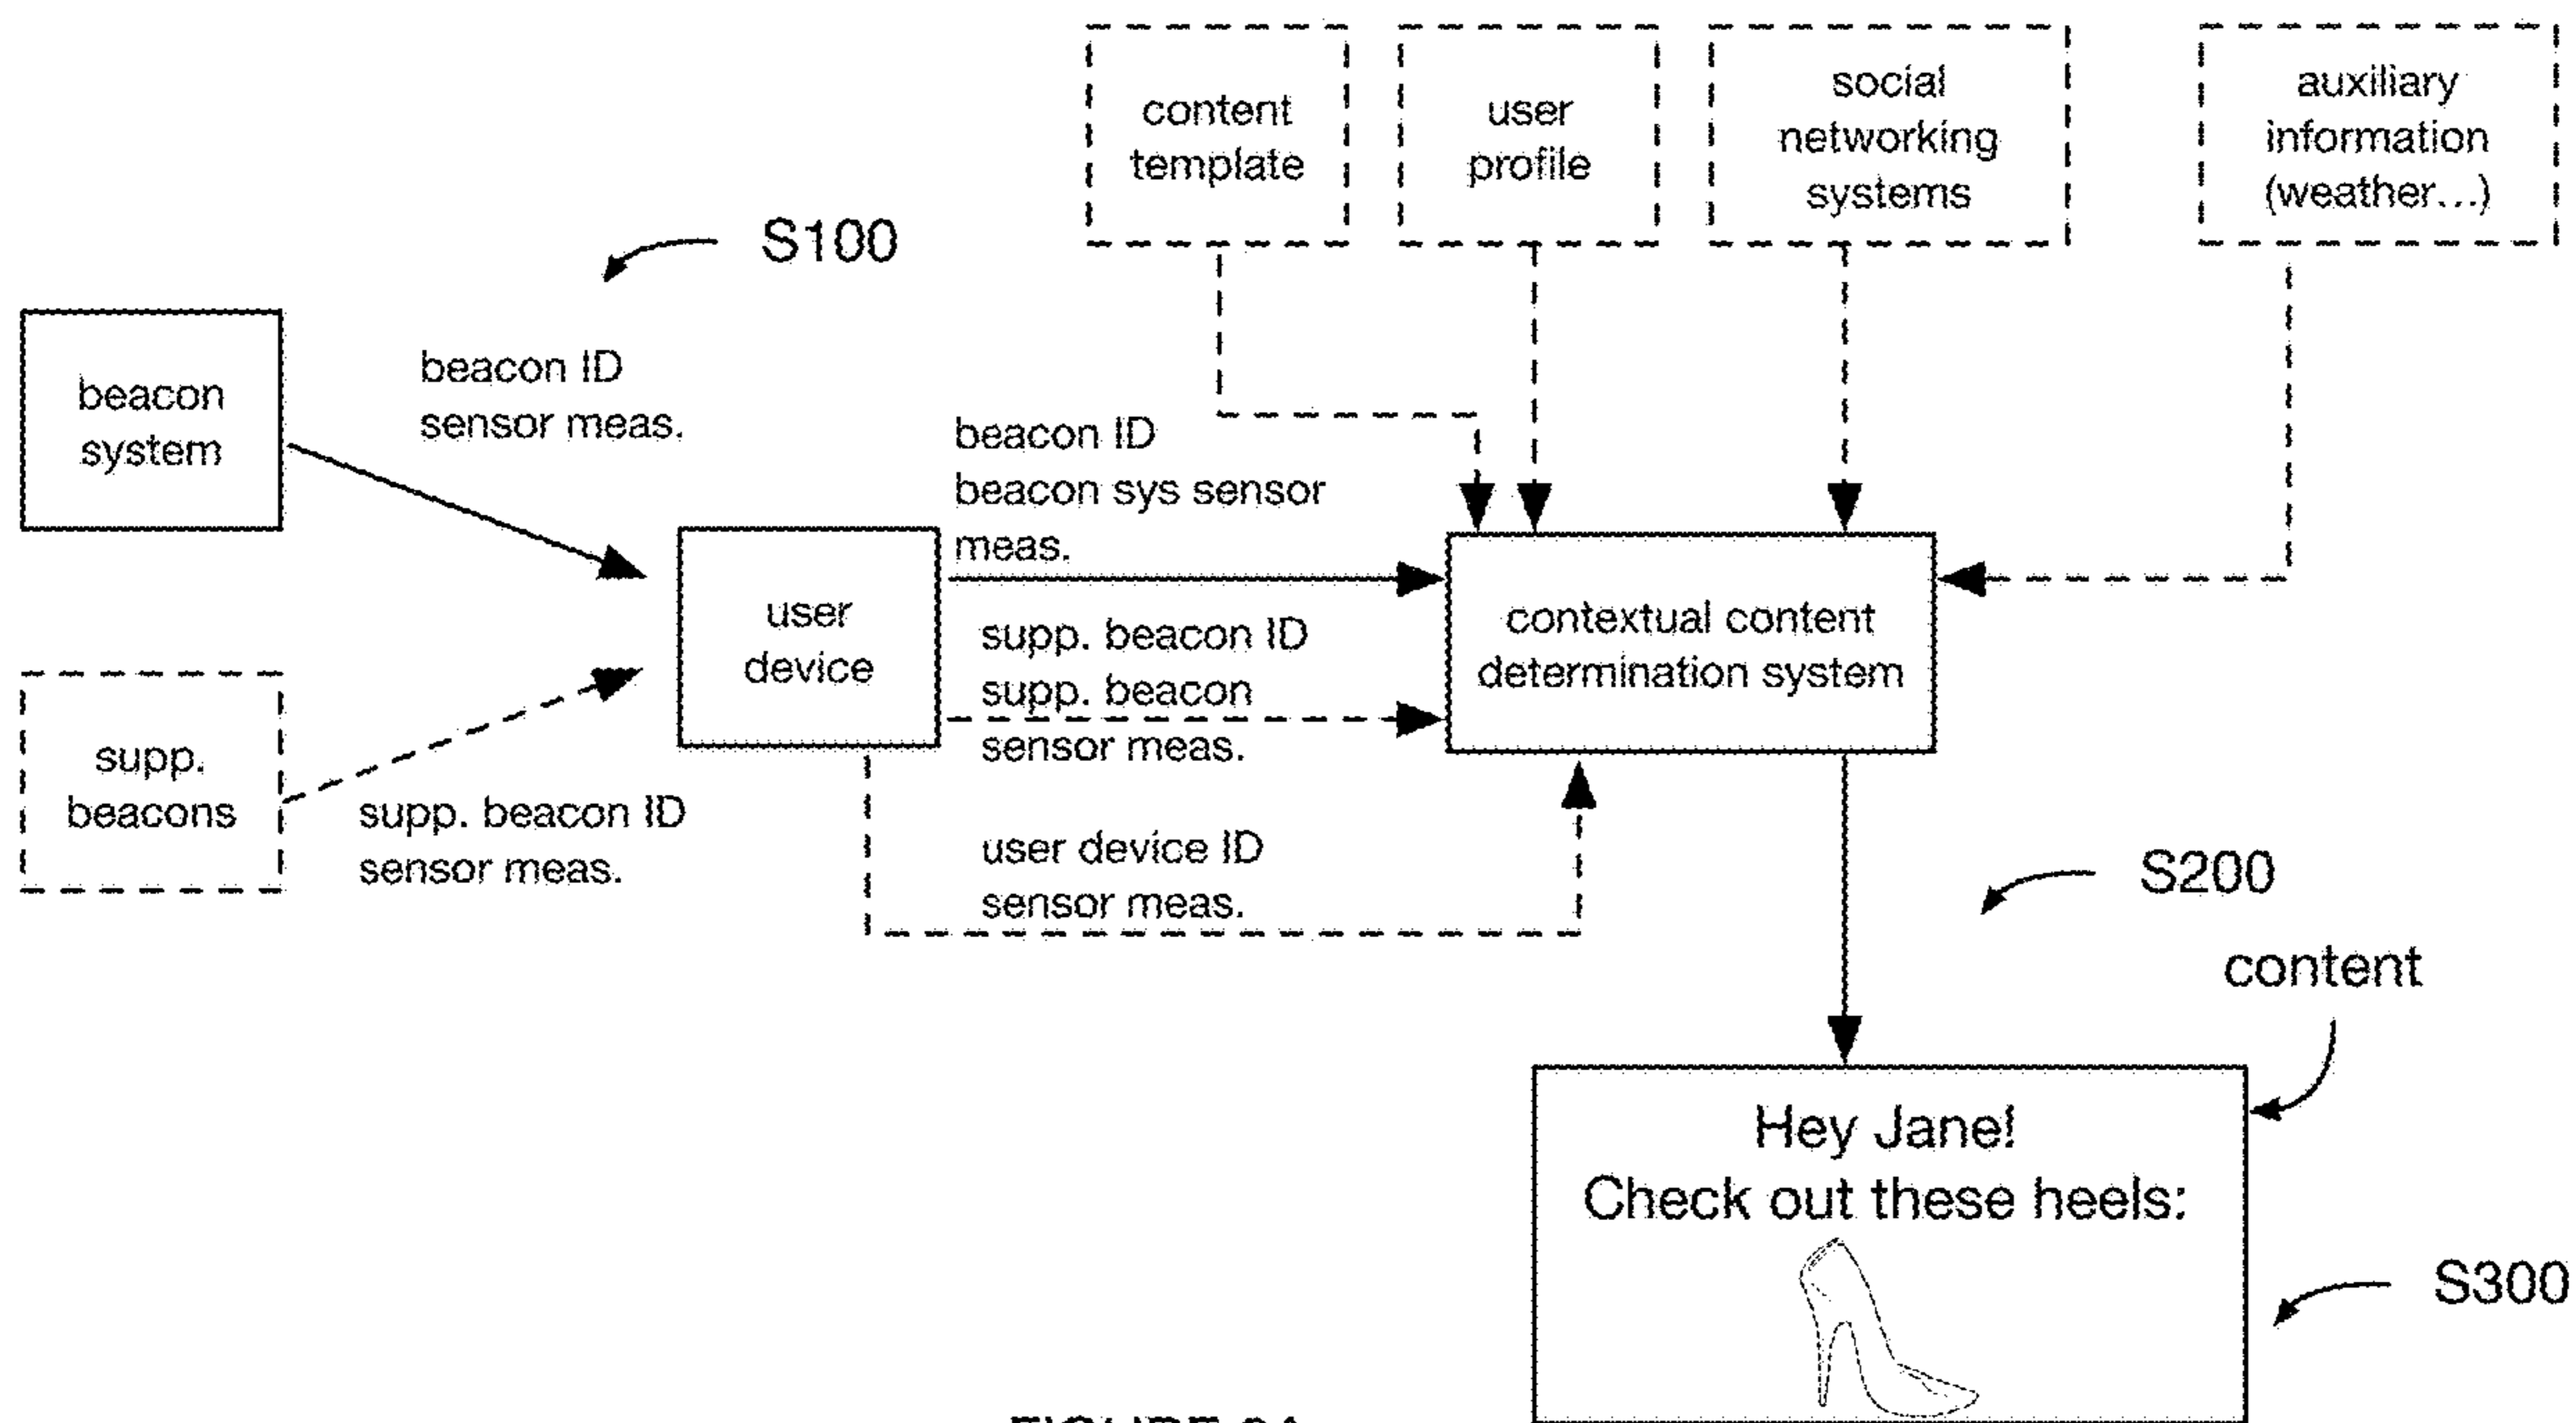 content
template
user
profile
social
networking
systems
auxiliary
information
(weather...)
S100
beacon
system
beacon ID
sensor meas.
beacon ID
beacon sys sensor
meas.
user
device
supp. beacon ID
supp. beacon
sensor meas.
contextual content
determination system
supp.
beacons
supp. beacon ID
sensor meas.
user device ID
sensor meas.
S200
content
Hey Jane!
Check out these heels:
S300